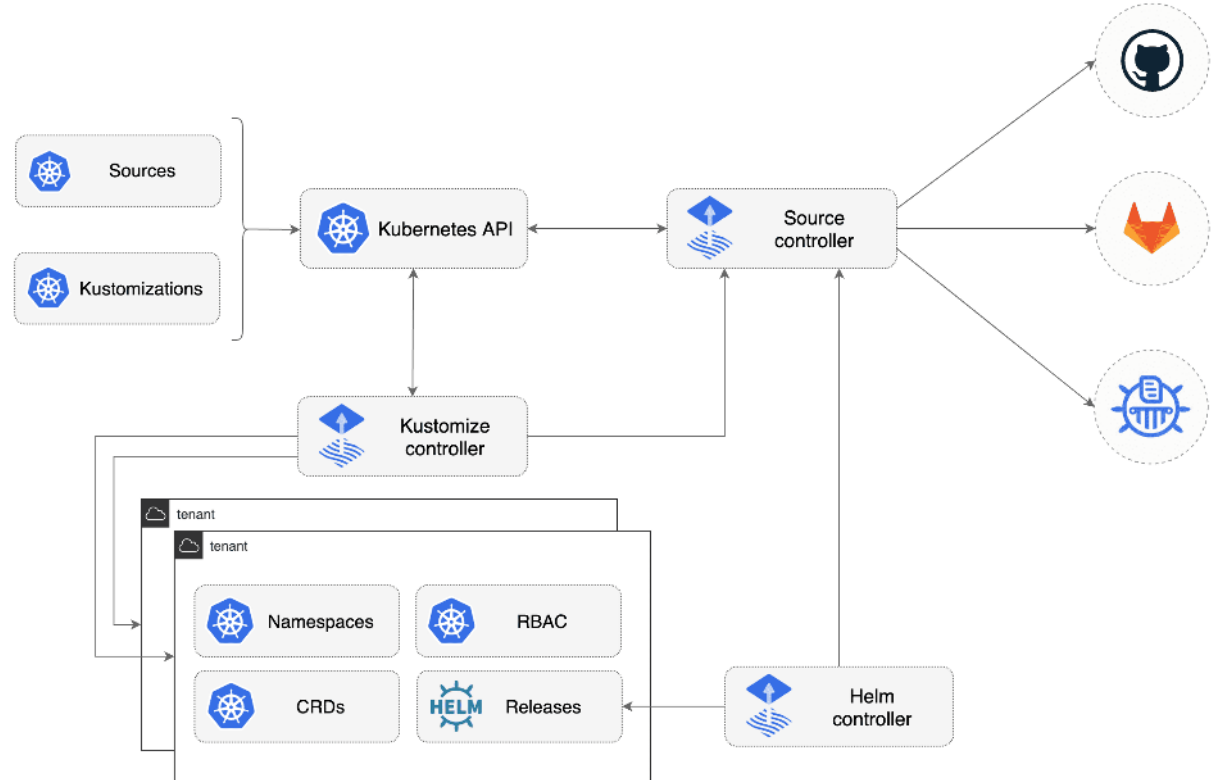 Sources
Kubernetes API
Source
controller
Kustomizations
Kustomize
controller
tenant
tenant
Namespaces
RBAC
CRDs
HELM
Releases
Helm
controller